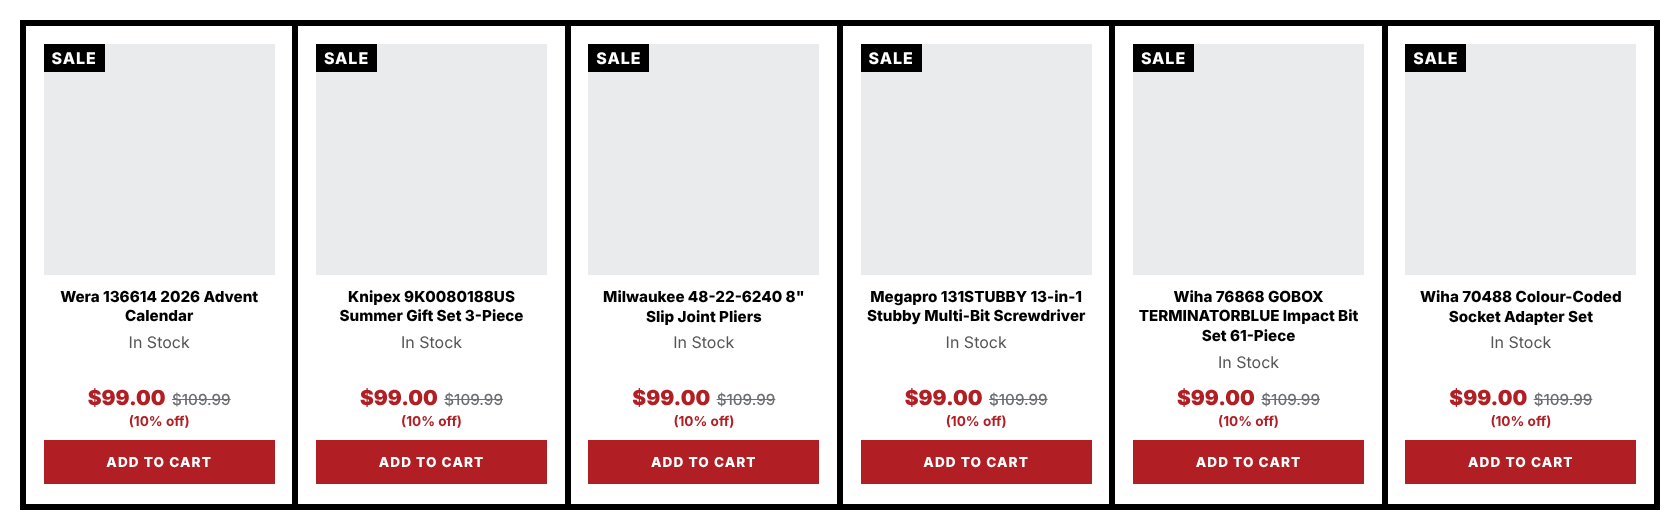 SALE
Wera 136614 2026 Advent
Calendar
In Stock
$99.00 $109.99
(10% off)
ADD TO CART
SALE
Knipex 9K0080188US
Summer Gift Set 3-Piece
In Stock
$99.00 $109.99
(10% off)
ADD TO CART
SALE
Milwaukee 48-22-6240 8"
Slip Joint Pliers
In Stock
$99.00 $109.99
(10% off)
ADD TO CART
SALE
Megapro 131STUBBY 13-in-1
Stubby Multi-Bit Screwdriver
In Stock
$99.00 $109.99
(10% off)
ADD TO CART
SALE
Wiha 76868 GOBOX
TERMINATORBLUE Impact Bit
Set 61-Piece
In Stock
$99.00 $109.99
(10% off)
ADD TO CART
SALE
Wiha 70488 Colour-Coded
Socket Adapter Set
In Stock
$99.00 $109.99
(10% off)
ADD TO CART